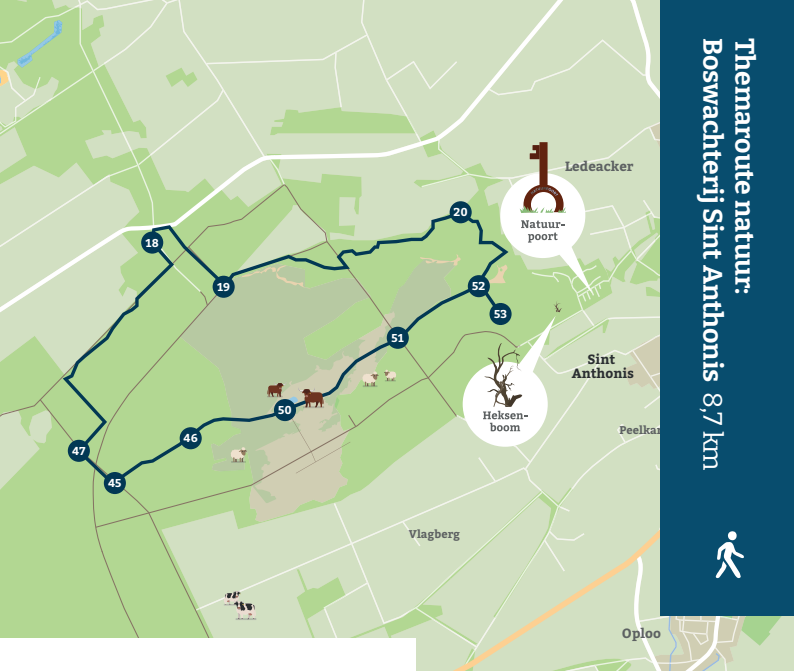 Themaroute natuur:
Boswachterij Sint Anthonis 8,7 km
Ledeacker
Natuur-
poort
20
18
19
52
53
51
Sint
Anthonis
50
Heksen-
boom
Peelkan
46
47
45
Vlagberg
Oploo